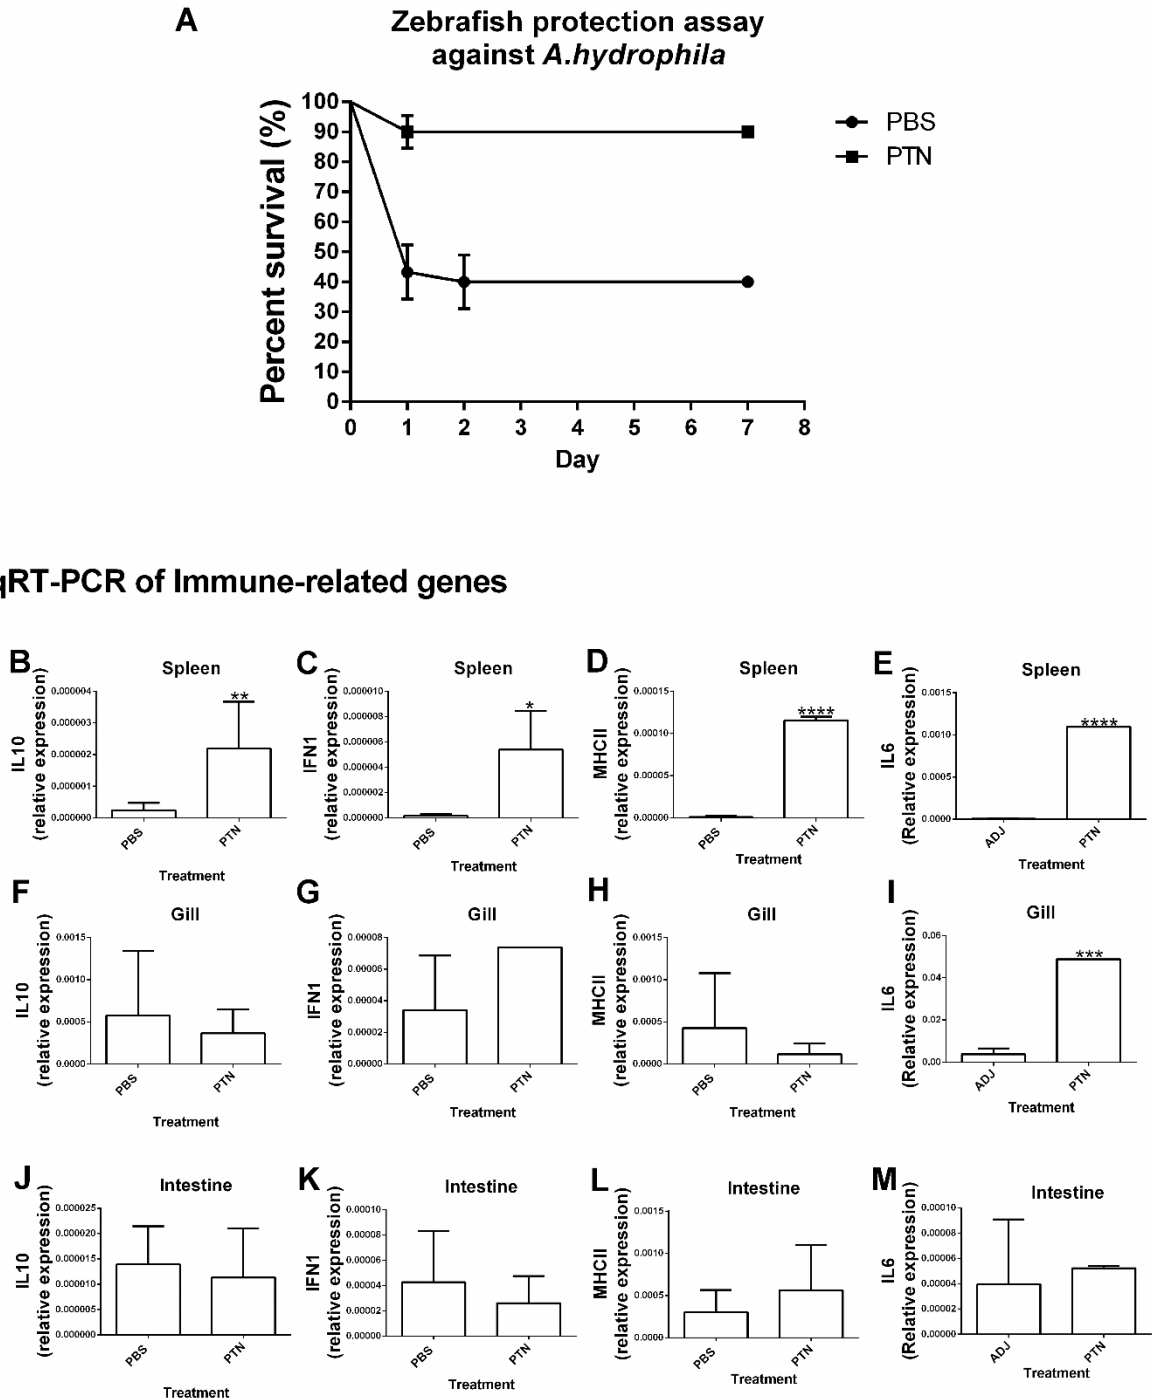 A
Zebrafish protection assay
against A.hydrophila
Percent survival (%)
100
90
80
70
60
50
40
30
20
10
0
0 1 2 3 4 5 6 7 8
Day
PBS
PTN
qRT-PCR of Immune-related genes
B
Spleen
IL10
(relative expression)
0.000004
0.000003
0.000002
0.000001
0.000000
**
PBS PTN
Treatment
C
Spleen
IFN1
(relative expression)
0.000010
0.000008
0.000006
0.000004
0.000002
0.000000
*
PBS PTN
Treatment
D
Spleen
MHCII
(relative expression)
0.00015
0.00010
0.00005
0.00000
****
PBS PTN
Treatment
E
Spleen
IL6
(Relative expression)
0.0015
0.0010
0.0005
0.0000
****
ADJ PTN
Treatment
F
Gill
IL10
(relative expression)
0.0015
0.0010
0.0005
0.0000
PBS PTN
Treatment
G
Gill
IFN1
(relative expression)
0.00008
0.00006
0.00004
0.00002
0.00000
PBS PTN
Treatment
H
Gill
MHCII
(relative expression)
0.0015
0.0010
0.0005
0.0000
PBS PTN
Treatment
I
Gill
IL6
(Relative expression)
0.06
0.04
0.02
0.00
***
ADJ PTN
Treatment
J
Intestine
IL10
(relative expression)
0.000025
0.000020
0.000015
0.000010
0.000005
0.000000
PBS PTN
Treatment
K
Intestine
IFN1
(relative expression)
0.00010
0.00008
0.00006
0.00004
0.00002
0.00000
PBS PTN
Treatment
L
Intestine
MHCII
(relative expression)
0.0015
0.0010
0.0005
0.0000
PBS PTN
Treatment
M
Intestine
IL6
(Relative expression)
0.00010
0.00008
0.00006
0.00004
0.00002
0.00000
ADJ PTN
Treatment